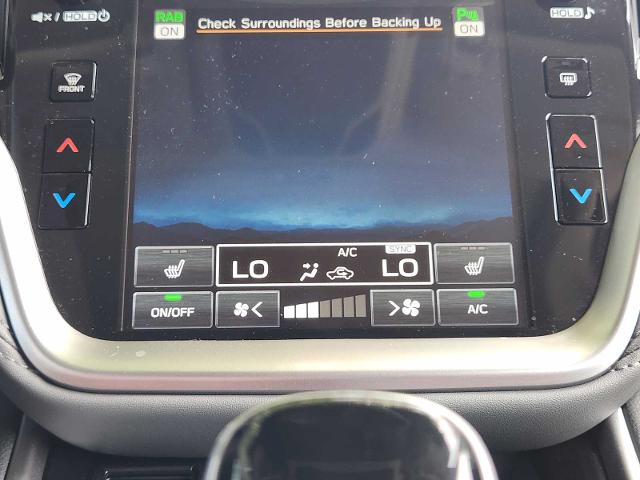 / HOLD
RAB
ON
Check Surroundings Before Backing Up
P
ON
HOLD
FRONT
A/C
SYNC
LO
LO
ON/OFF
A/C